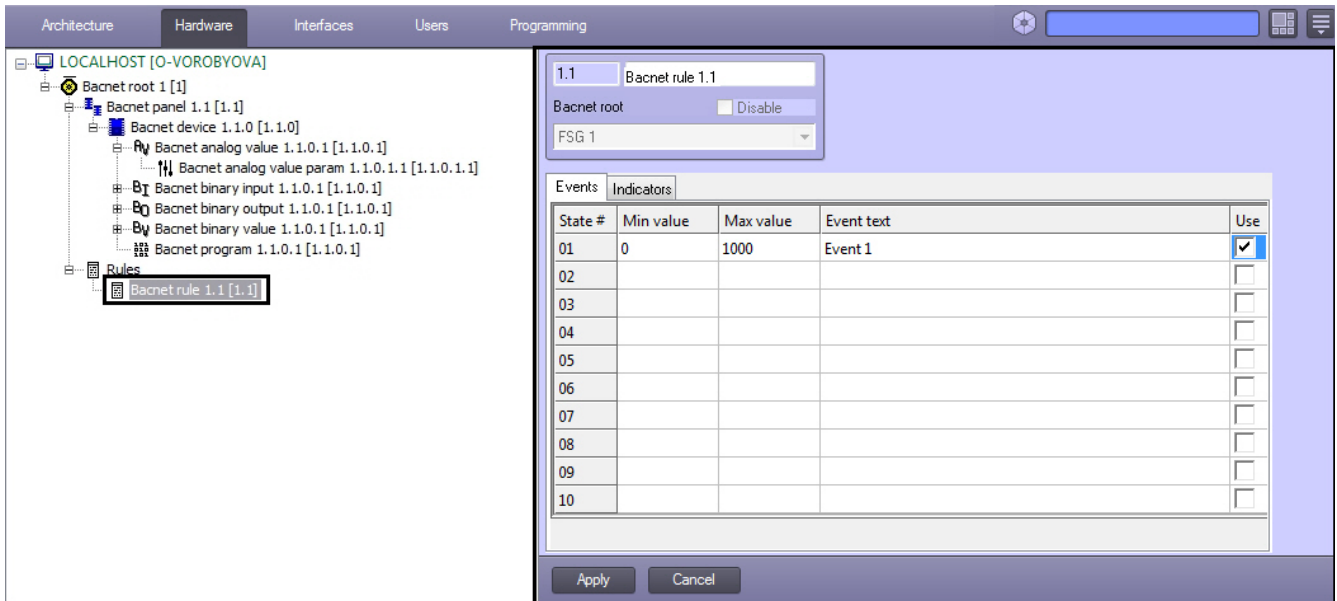 Architecture Hardware Interfaces Users Programming
LOCALHOST [O-VOROBYOVA]
Bacnet root 1 [1]
Bacnet panel 1.1 [1.1]
Bacnet device 1.1.0 [1.1.0]
Bacnet analog value 1.1.0.1 [1.1.0.1]
Bacnet analog value param 1.1.0.1.1 [1.1.0.1.1]
Bacnet binary input 1.1.0.1 [1.1.0.1]
Bacnet binary output 1.1.0.1 [1.1.0.1]
Bacnet binary value 1.1.0.1 [1.1.0.1]
Bacnet program 1.1.0.1 [1.1.0.1]
Rules
Bacnet rule 1.1 [1.1]
1.1 Bacnet rule 1.1
Bacnet root Disable
FSG 1
Events Indicators
State # Min value Max value Event text Use
01 0 1000 Event 1
02
03
04
05
06
07
08
09
10
Apply Cancel